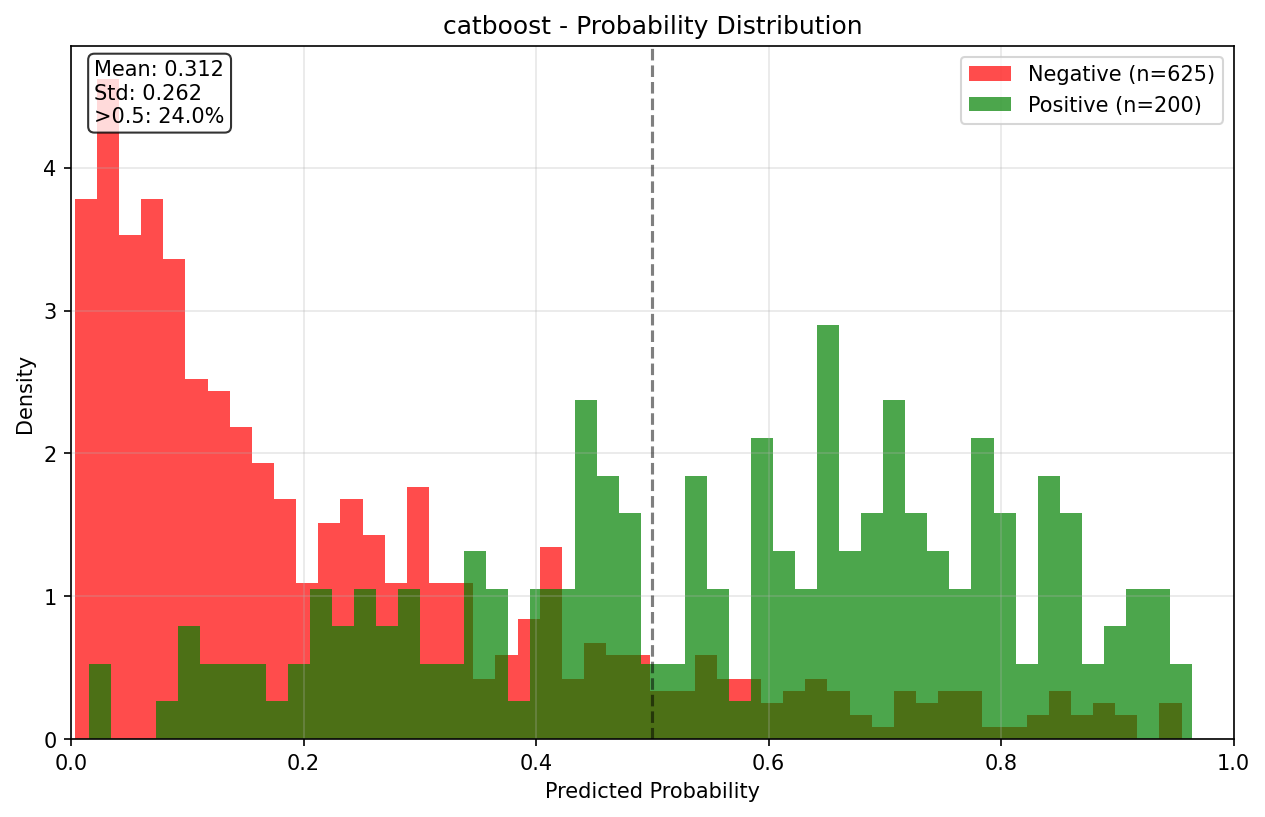 catboost - Probability Distribution
Mean: 0.312
Std: 0.262
>0.5: 24.0%
Negative (n=625)
Positive (n=200)
Density
4
3
2
1
0
0.0 0.2 0.4 0.6 0.8 1.0
Predicted Probability